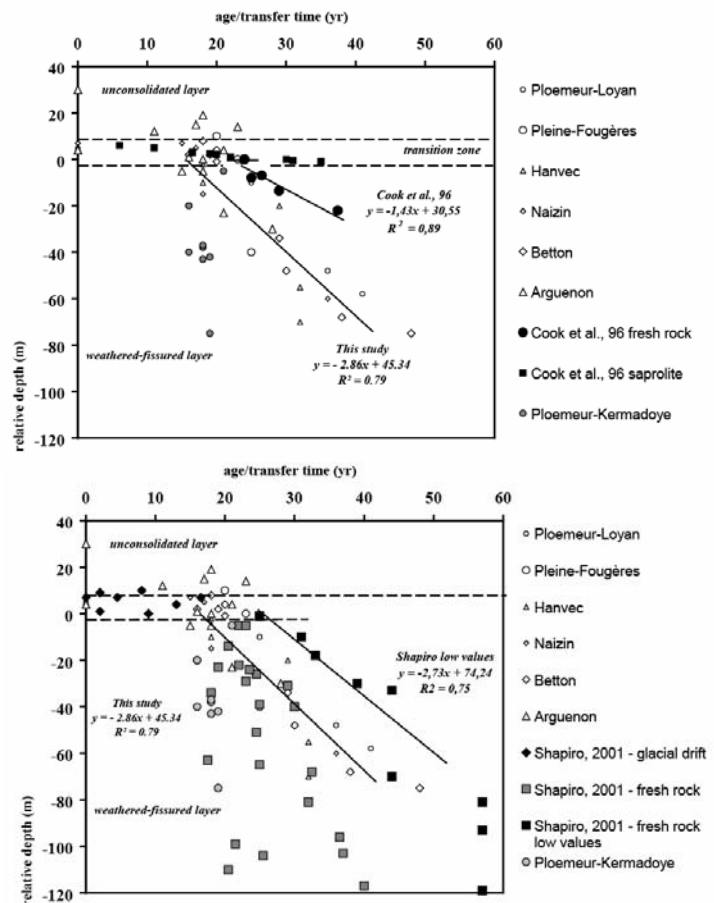 age/transfer time (yr)
0 10 20 30 40 50 60
40
20
0
-20
-40
-60
-80
-100
-120
relative depth (m)
unconsolidated layer
transition zone
Cook et al., 96
y = -1,43x + 30,55
R² = 0,89
weathered-fissured layer
This study
y = - 2.86x + 45.34
R² = 0.79
Ploemeur-Loyan
Pleine-Fougères
Hanvec
Naizin
Betton
Arguenon
Cook et al., 96 fresh rock
Cook et al., 96 saprolite
Ploemeur-Kermadoye
age/transfer time (yr)
0 10 20 30 40 50 60
40
20
0
-20
-40
-60
-80
-100
-120
relative depth (m)
unconsolidated layer
Shapiro low values
y = -2,73x + 74,24
R2 = 0,75
This study
y = - 2.86x + 45.34
R² = 0.79
weathered-fissured layer
Ploemeur-Loyan
Pleine-Fougères
Hanvec
Naizin
Betton
Arguenon
Shapiro, 2001 - glacial drift
Shapiro, 2001 - fresh rock
Shapiro, 2001 - fresh rock
low values
Ploemeur-Kermadoye